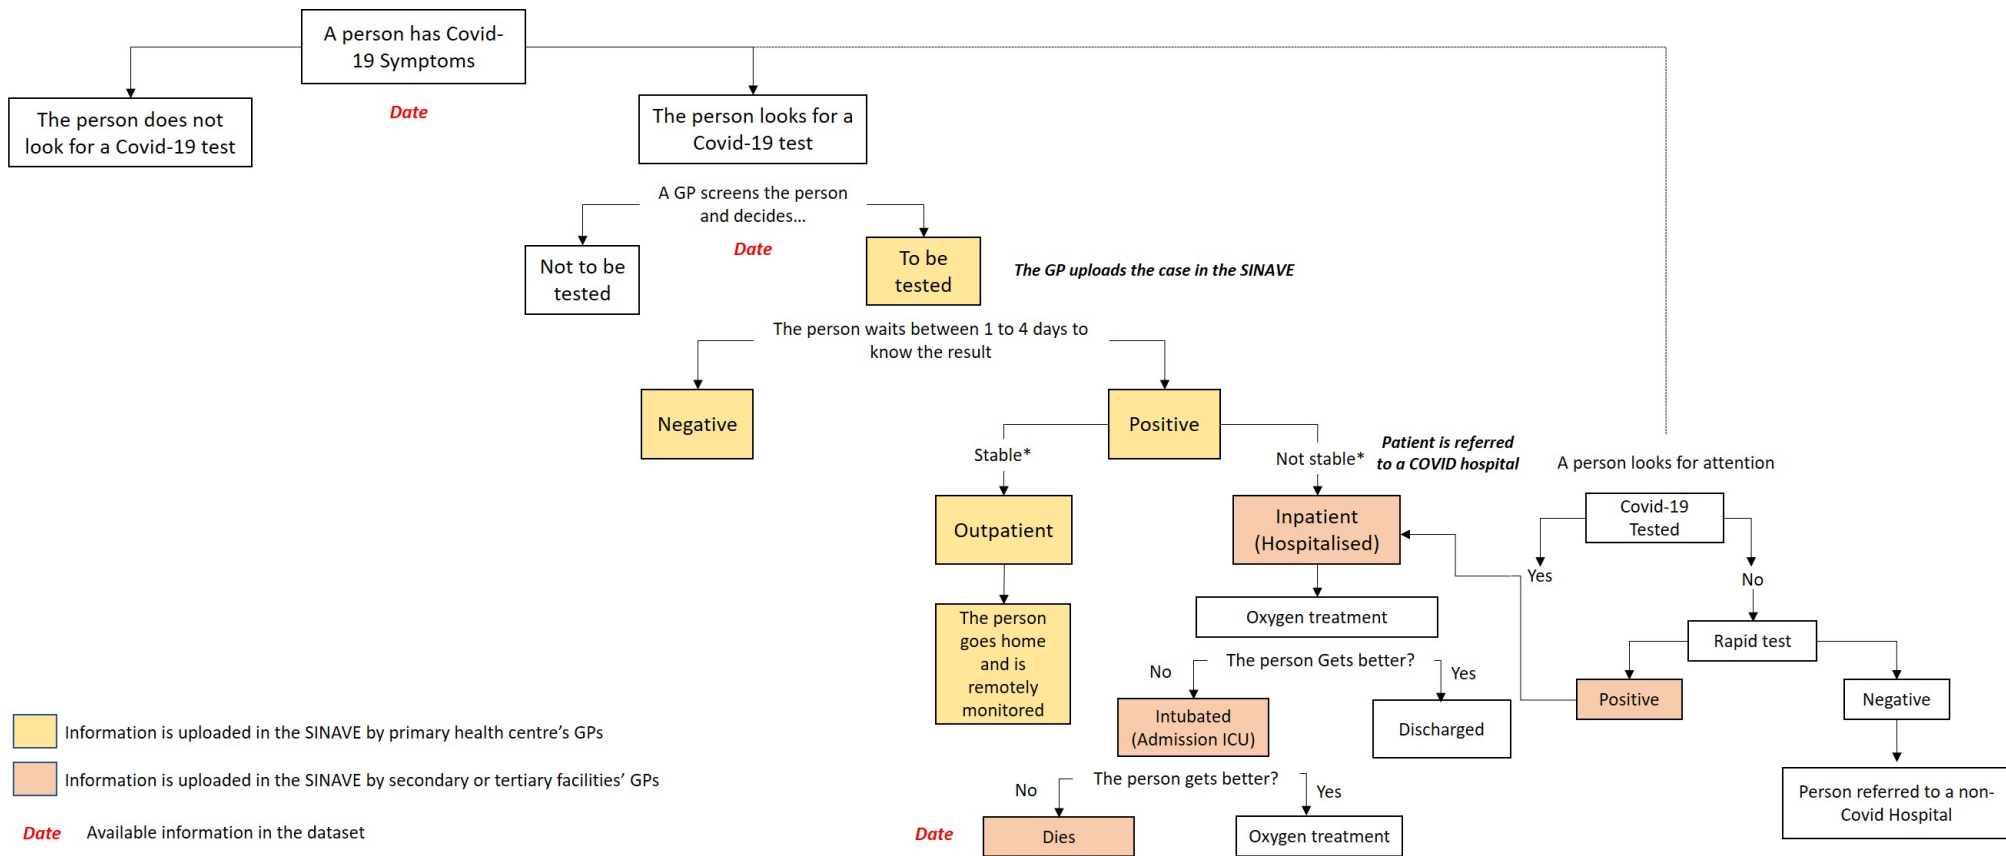 A person has Covid-
19 Symptoms
Date
The person does not
look for a Covid-19 test
The person looks for a
Covid-19 test
A GP screens the person
and decides...
Date
Not to be
tested
To be
tested
The GP uploads the case in the SINAVE
The person waits between 1 to 4 days to
know the result
Negative
Positive
Stable*
Not stable*
Patient is referred
to a COVID hospital
A person looks for attention
Outpatient
Inpatient
(Hospitalised)
Covid-19
Tested
Yes
No
The person
goes home
and is
remotely
monitored
Oxygen treatment
Rapid test
The person Gets better?
No
Yes
Positive
Negative
Intubated
(Admission ICU)
Discharged
Information is uploaded in the SINAVE by primary health centre's GPs
Information is uploaded in the SINAVE by secondary or tertiary facilities' GPs
The person gets better?
No
Yes
Person referred to a non-
Covid Hospital
Date Available information in the dataset
Date
Dies
Oxygen treatment